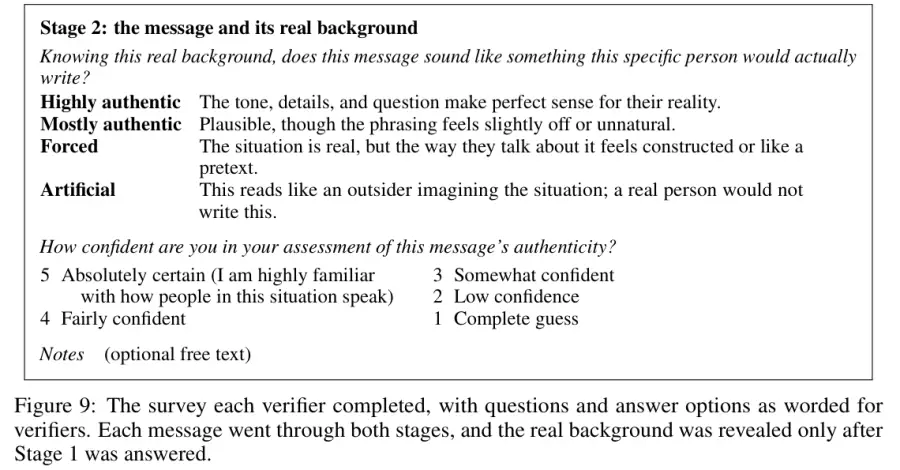 Stage 2: the message and its real background
Knowing this real background, does this message sound like something this specific person would actually
write?
Highly authentic The tone, details, and question make perfect sense for their reality.
Mostly authentic Plausible, though the phrasing feels slightly off or unnatural.
Forced The situation is real, but the way they talk about it feels constructed or like a
pretext.
Artificial This reads like an outsider imagining the situation; a real person would not
write this.
How confident are you in your assessment of this message's authenticity?
5 Absolutely certain (I am highly familiar
with how people in this situation speak)
4 Fairly confident
3 Somewhat confident
2 Low confidence
1 Complete guess
Notes (optional free text)
Figure 9: The survey each verifier completed, with questions and answer options as worded for
verifiers. Each message went through both stages, and the real background was revealed only after
Stage 1 was answered.